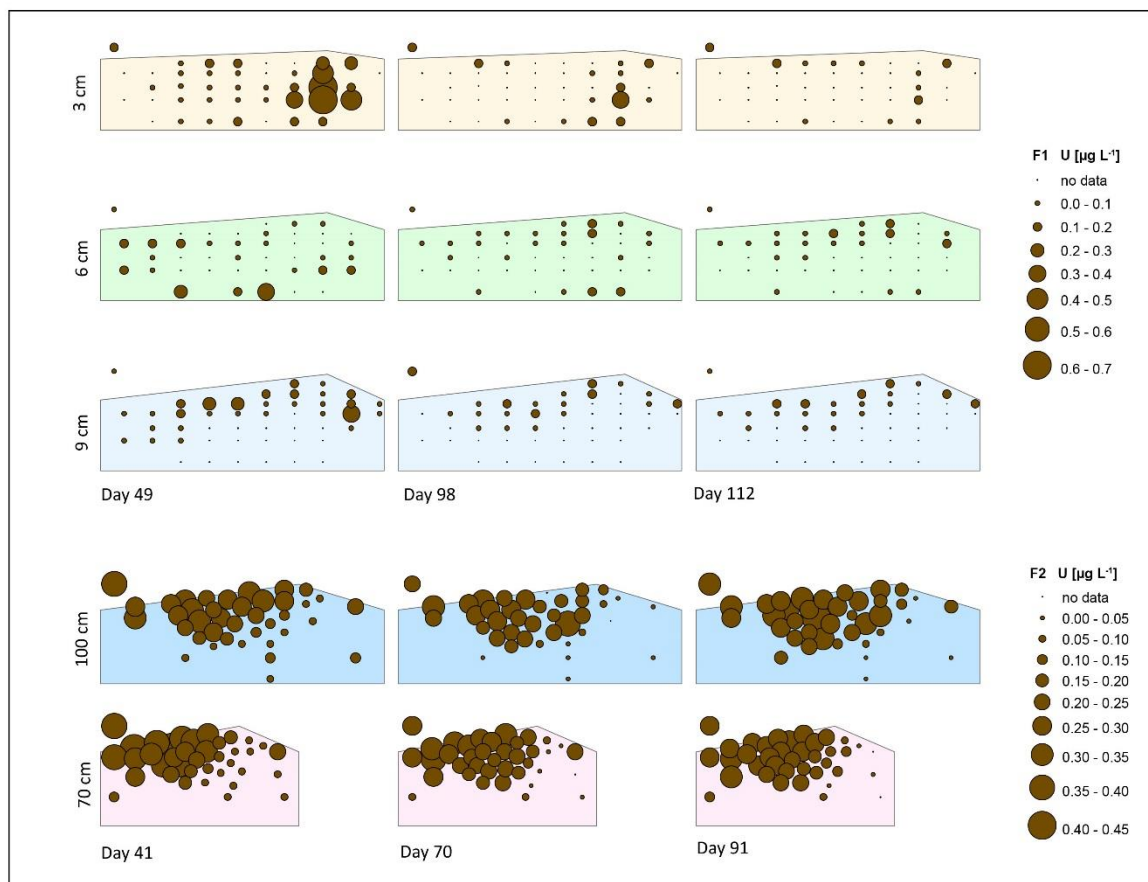 3 cm
F1 U [µg L⁻¹]
no data
0.0 - 0.1
0.1 - 0.2
0.2 - 0.3
0.3 - 0.4
0.4 - 0.5
0.5 - 0.6
0.6 - 0.7
6 cm
9 cm
Day 49 Day 98 Day 112
F2 U [µg L⁻¹]
no data
0.00 - 0.05
0.05 - 0.10
0.10 - 0.15
0.15 - 0.20
0.20 - 0.25
0.25 - 0.30
0.30 - 0.35
0.35 - 0.40
0.40 - 0.45
100 cm
70 cm
Day 41 Day 70 Day 91